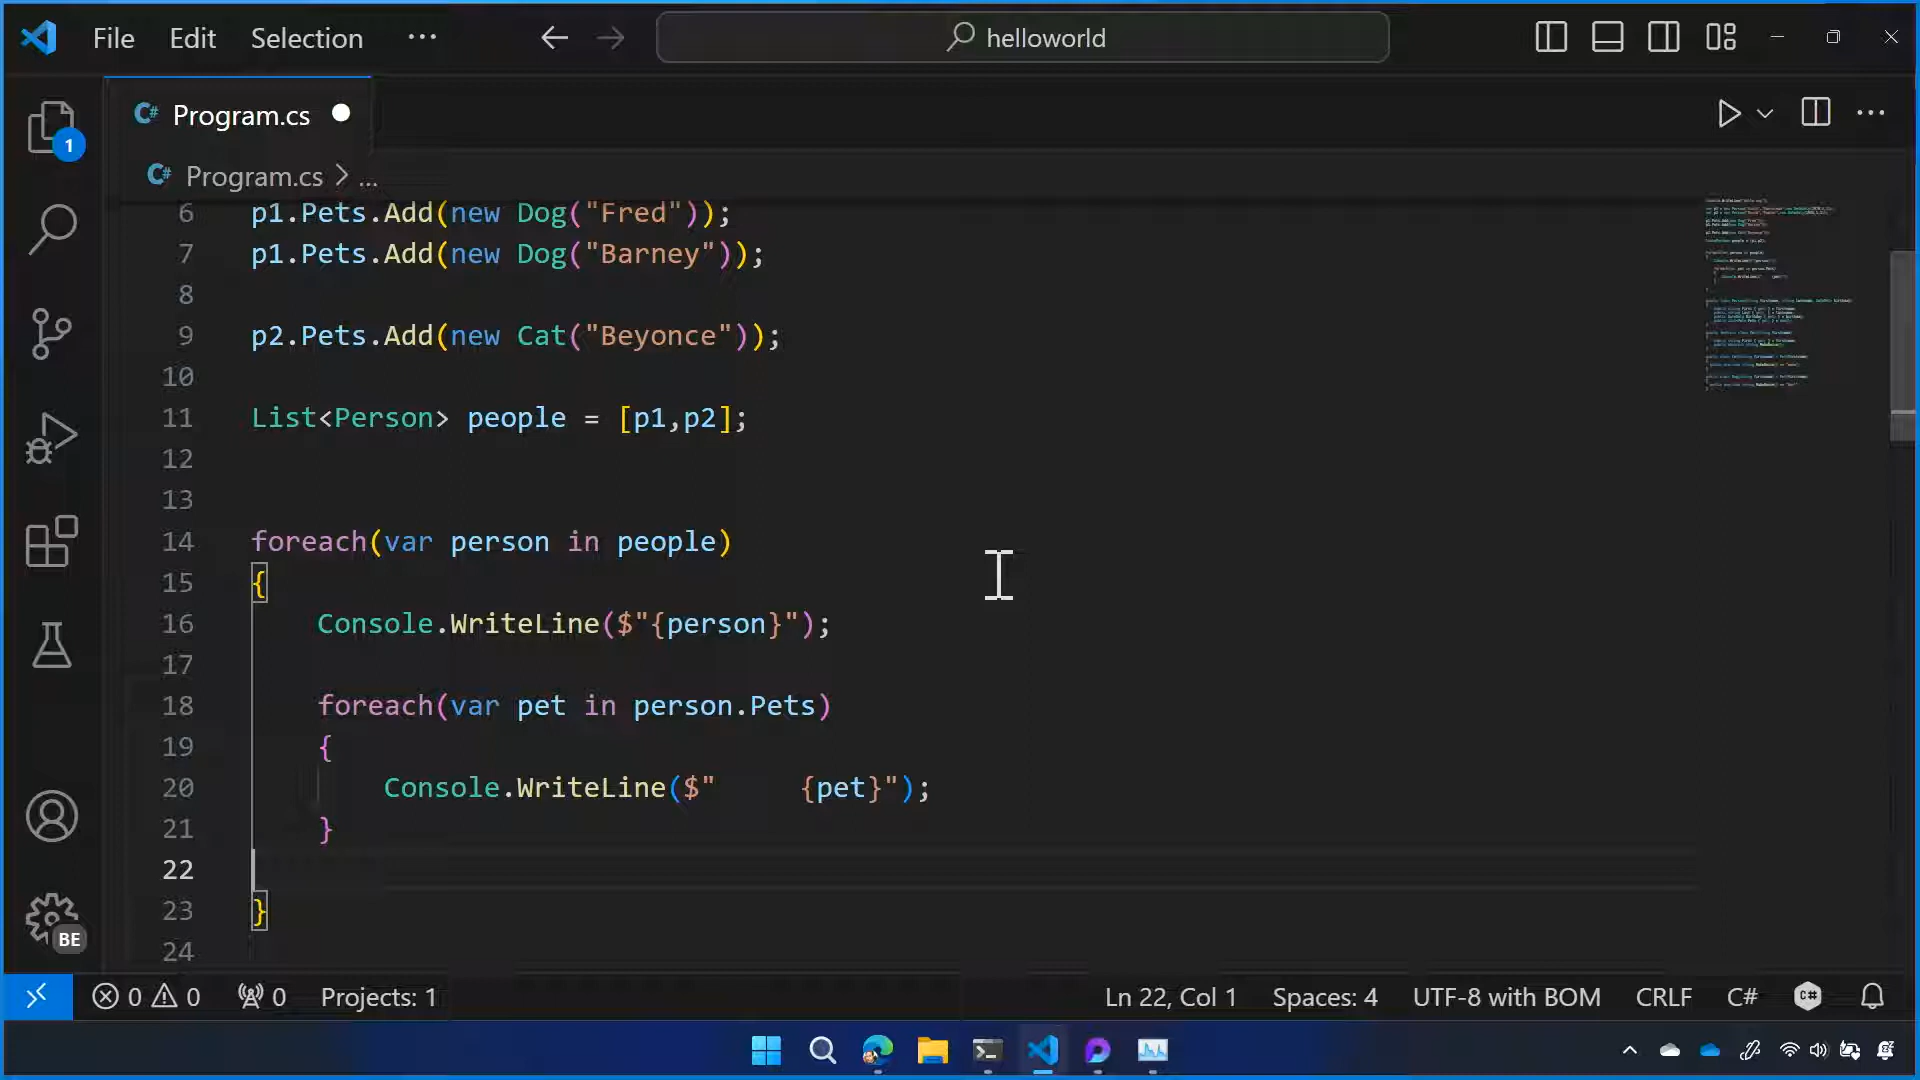 File Edit Selection ··· helloworld
C# Program.cs
C# Program.cs > ...
1
6 p1.Pets.Add(new Dog("Fred"));
7 p1.Pets.Add(new Dog("Barney"));
8
9 p2.Pets.Add(new Cat("Beyonce"));
10
11 List<Person> people = [p1,p2];
12
13
14 foreach(var person in people)
15 {
16 Console.WriteLine($"{person}");
17
18 foreach(var pet in person.Pets)
19 {
20 Console.WriteLine($"     {pet}");
21 }
22
23 }
24
BE
0 0 0 Projects: 1 Ln 22, Col 1 Spaces: 4 UTF-8 with BOM CRLF C# C#